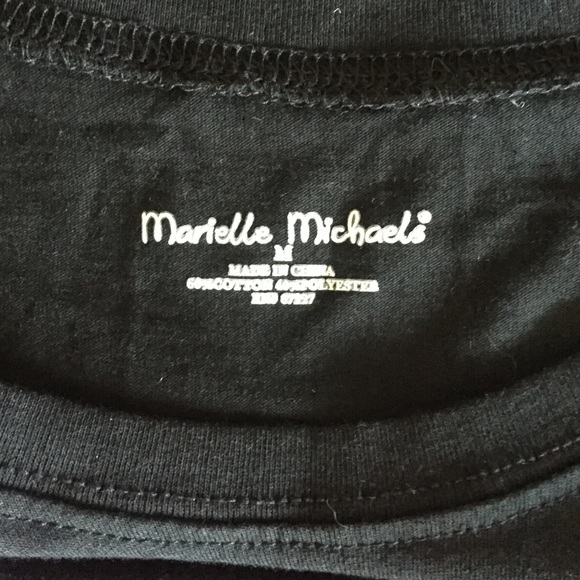 Marielle Michaels
M
MADE IN CHINA
60%COTTON 40%POLYESTER